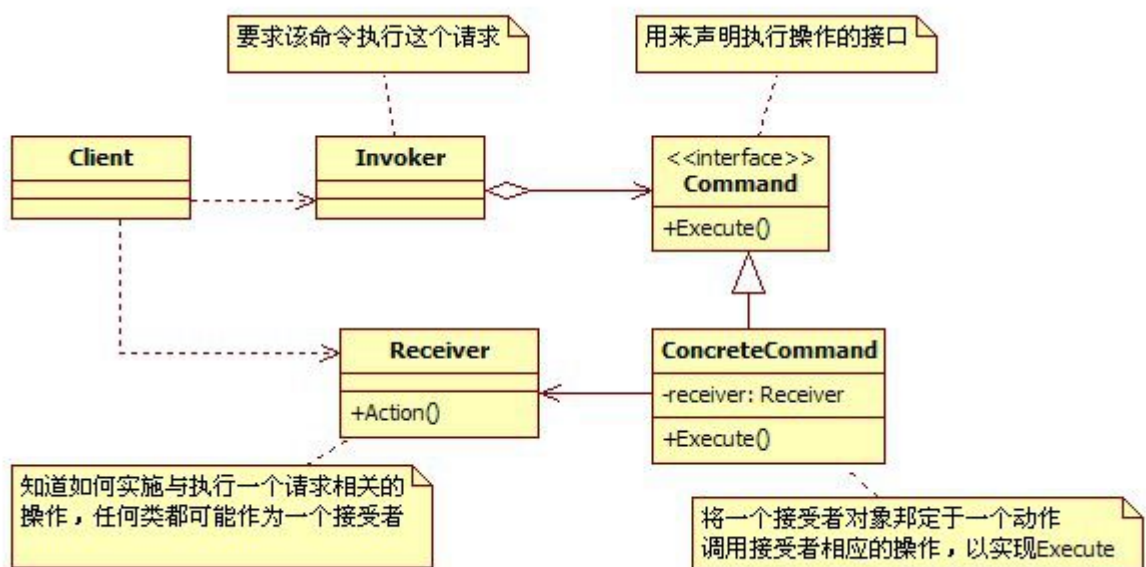 要求该命令执行这个请求
用来声明执行操作的接口
Client
Invoker
<<interface>>
Command
+Execute()
Receiver
+Action()
ConcreteCommand
-receiver: Receiver
+Execute()
知道如何实施与执行一个请求相关的
操作，任何类都可能作为一个接受者
将一个接受者对象邦定于一个动作
调用接受者相应的操作，以实现Execute